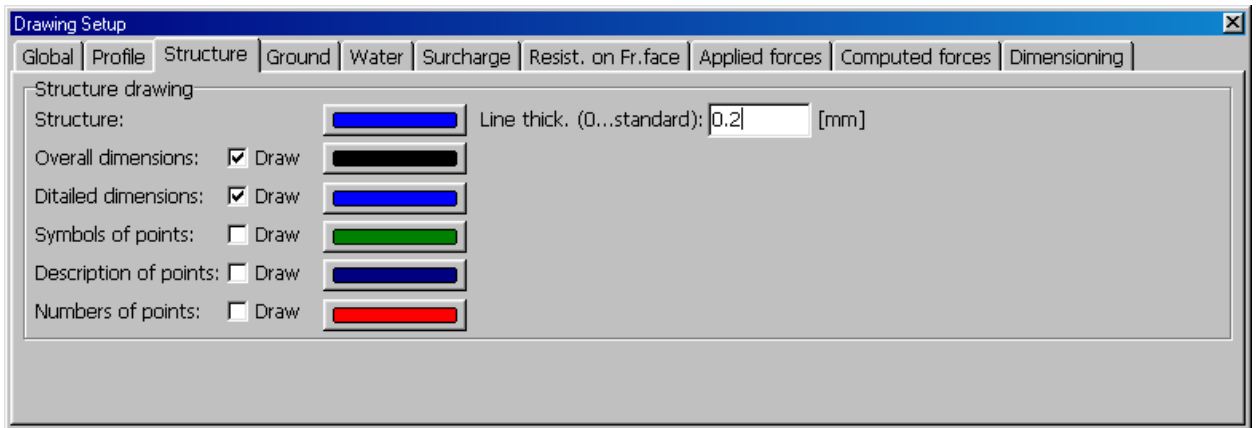 Drawing Setup
Global Profile Structure Ground Water Surcharge Resist. on Fr.face Applied forces Computed forces Dimensioning
Structure drawing
Structure: Line thick. (0...standard): 0.2 [mm]
Overall dimensions: Draw
Ditailed dimensions: Draw
Symbols of points: Draw
Description of points: Draw
Numbers of points: Draw